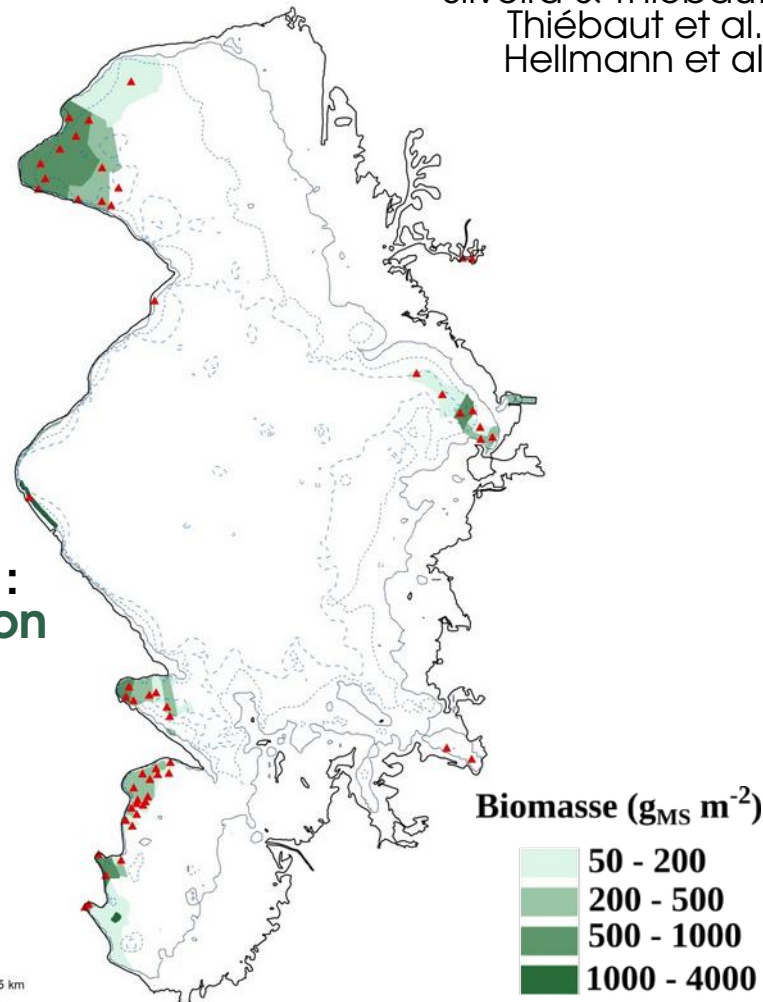 Thiébaut et al.
Hellmann et al
:
on
Biomasse (gMS m-2)
50 - 200
200 - 500
500 - 1000
1000 - 4000
5 km